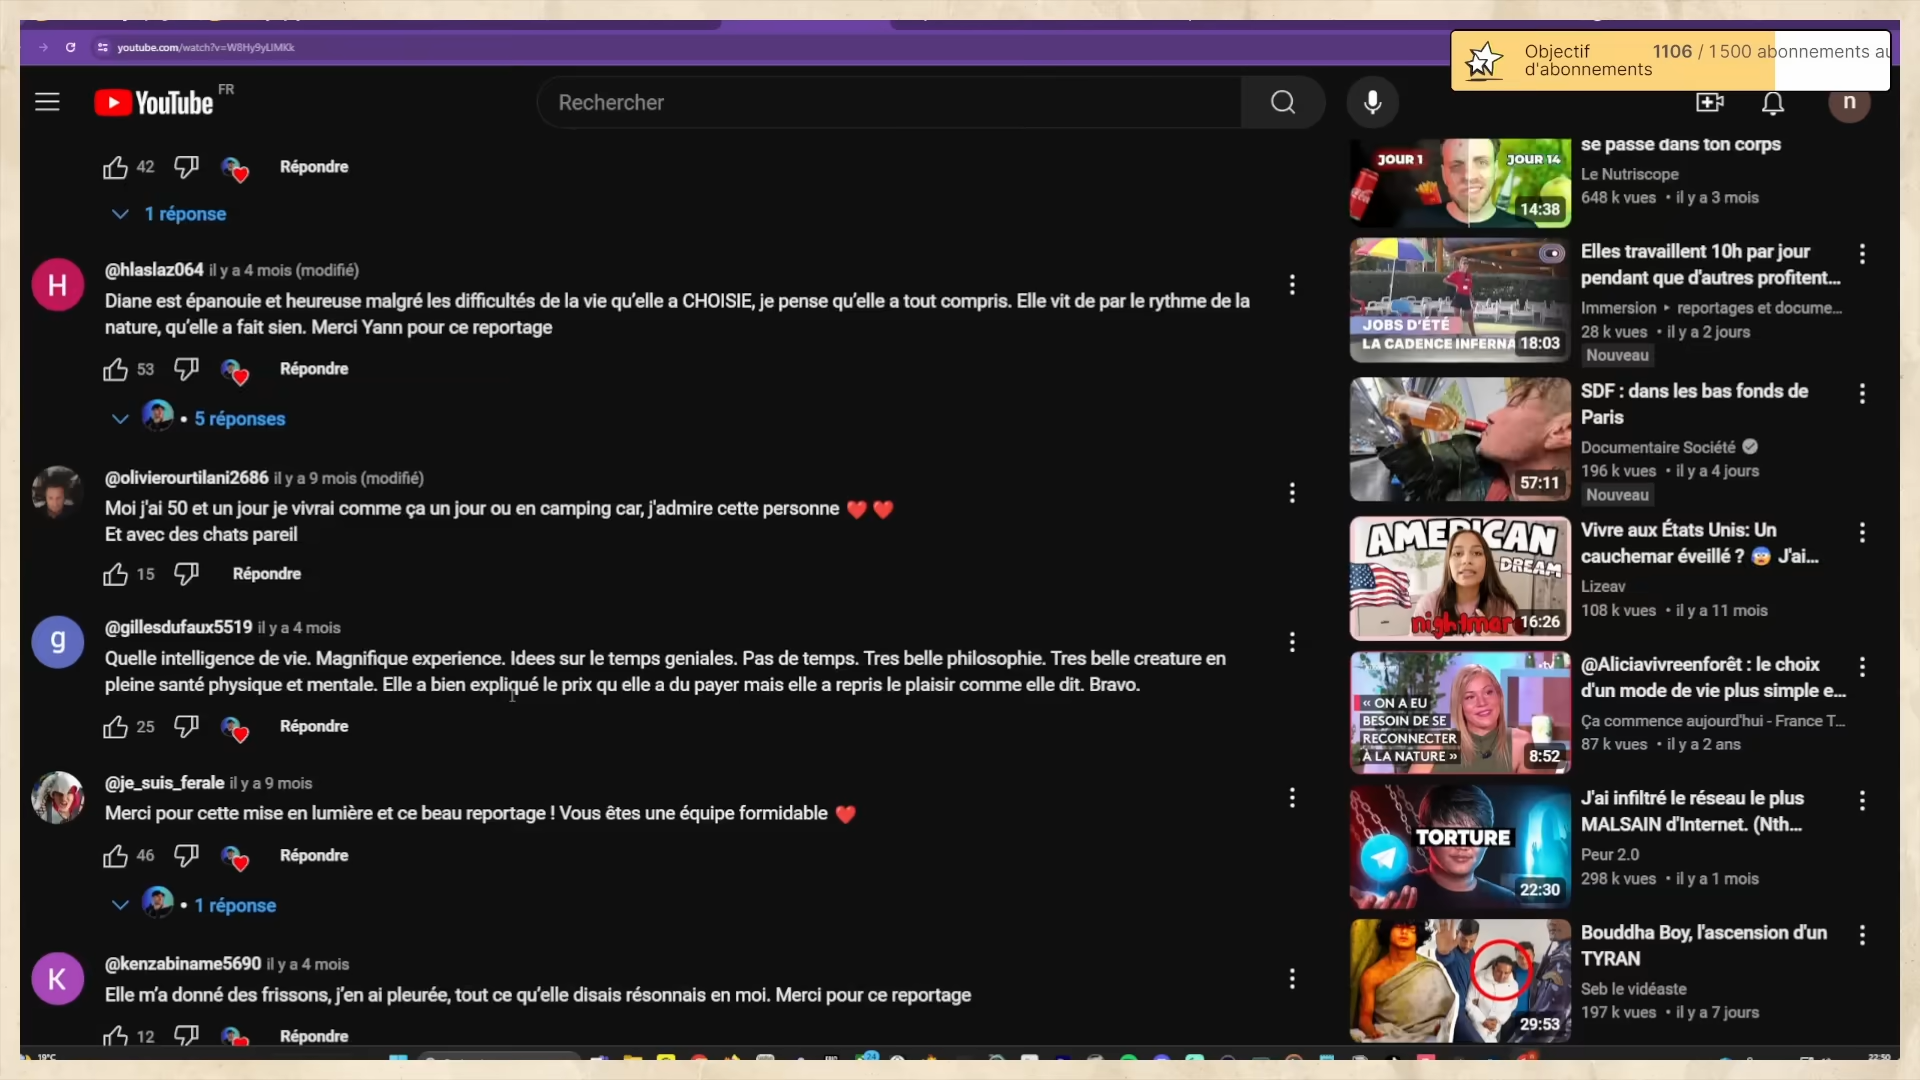 youtube.com/watch?v=W8Hy9yLlMKk
Objectif d'abonnements
1106 / 1500 abonnements au
YouTube FR
Rechercher
n
42
Répondre
1 réponse
H
@hlaslaz064 il y a 4 mois (modifié)
Diane est épanouie et heureuse malgré les difficultés de la vie qu'elle a CHOISIE, je pense qu'elle a tout compris. Elle vit de par le rythme de la
nature, qu'elle a fait sien. Merci Yann pour ce reportage
53
Répondre
• 5 réponses
@olivierourtilani2686 il y a 9 mois (modifié)
Moi j'ai 50 et un jour je vivrai comme ça un jour ou en camping car, j'admire cette personne ❤️ ❤️
Et avec des chats pareil
15
Répondre
g
@gillesdufaux5519 il y a 4 mois
Quelle intelligence de vie. Magnifique experience. Idees sur le temps geniales. Pas de temps. Tres belle philosophie. Tres belle creature en
pleine santé physique et mentale. Elle a bien expliqué le prix qu elle a du payer mais elle a repris le plaisir comme elle dit. Bravo.
25
Répondre
@je_suis_ferale il y a 9 mois
Merci pour cette mise en lumière et ce beau reportage ! Vous êtes une équipe formidable ❤️
46
Répondre
• 1 réponse
K
@kenzabiname5690 il y a 4 mois
Elle m'a donné des frissons, j'en ai pleurée, tout ce qu'elle disais résonnais en moi. Merci pour ce reportage
12
Répondre
JOUR 1
JOUR 14
14:38
se passe dans ton corps
Le Nutriscope
648 k vues • il y a 3 mois
JOBS D'ÉTÉ
LA CADENCE INFERNA
18:03
Elles travaillent 10h par jour
pendant que d'autres profitent...
Immersion ‣ reportages et docume...
28 k vues • il y a 2 jours
Nouveau
57:11
SDF : dans les bas fonds de
Paris
Documentaire Société
196 k vues • il y a 4 jours
Nouveau
AMERICAN
DREAM
nightmare
16:26
Vivre aux États Unis: Un
cauchemar éveillé ? 😨 J'ai...
Lizeav
108 k vues • il y a 11 mois
« ON A EU
BESOIN DE SE
RECONNECTER
À LA NATURE »
8:52
@Aliciavivreenforêt : le choix
d'un mode de vie plus simple e...
Ça commence aujourd'hui - France T...
87 k vues • il y a 2 ans
TORTURE
22:30
J'ai infiltré le réseau le plus
MALSAIN d'Internet. (Nth...
Peur 2.0
298 k vues • il y a 1 mois
29:53
Bouddha Boy, l'ascension d'un
TYRAN
Seb le vidéaste
197 k vues • il y a 7 jours
19°C
24
22:50